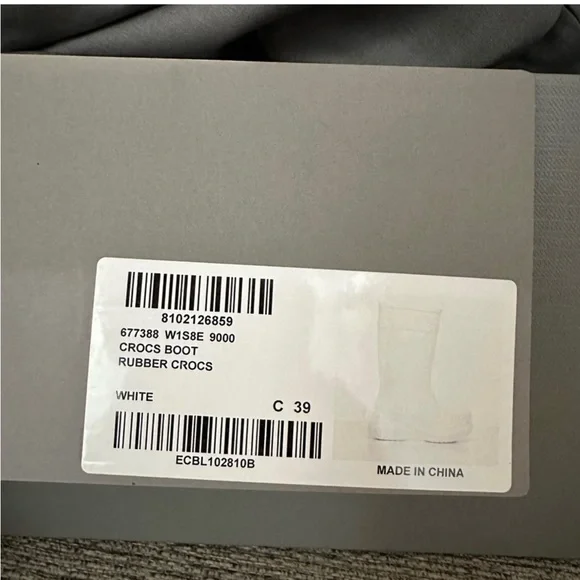 8102126859
677388 W1S8E 9000
CROCS BOOT
RUBBER CROCS
WHITE
C 39
ECBL102810B
MADE IN CHINA